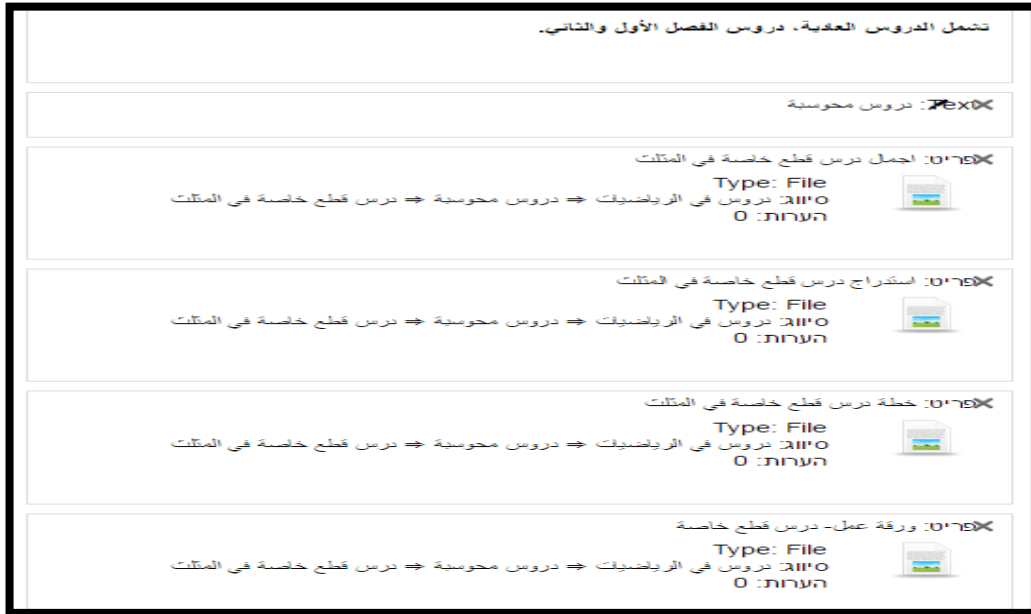 تشمل الدروس العادية، دروس الفصل الأول والثاني.
Text: دروس محوسبة
פריט: اجمال درس قطع خاصة في المثلث
Type: File
סיווג: دروس في الرياضيات ⇐ دروس محوسبة ⇐ درس قطع خاصة في المثلث
הערות: 0
פריט: استدراج درس قطع خاصة في المثلث
Type: File
סיווג: دروس في الرياضيات ⇐ دروس محوسبة ⇐ درس قطع خاصة في المثلث
הערות: 0
פריט: خطة درس قطع خاصة في المثلث
Type: File
סיווג: دروس في الرياضيات ⇐ دروس محوسبة ⇐ درس قطع خاصة في المثلث
הערות: 0
פריט: ورقة عمل- درس قطع خاصة
Type: File
סיווג: دروس في الرياضيات ⇐ دروس محوسبة ⇐ درس قطع خاصة في المثلث
הערות: 0